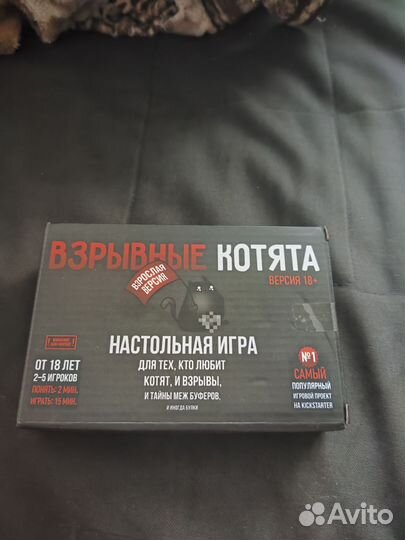 ВЗРЫВНЫЕ КОТЯТА
ВЗРОСЛАЯ
ВЕРСИЯ
ВЕРСИЯ 18+
НАСТОЛЬНАЯ ИГРА
ДЛЯ ТЕХ, КТО ЛЮБИТ
КОТЯТ, И ВЗРЫВЫ,
И ТАЙНЫ МЕЖ БУФЕРОВ,
И ИНОГДА БУЛКИ
ОТ 18 ЛЕТ
2–5 ИГРОКОВ
ПОНЯТЬ: 2 МИН.
ИГРАТЬ: 15 МИН.
№1
САМЫЙ
ПОПУЛЯРНЫЙ
ИГРОВОЙ ПРОЕКТ
НА KICKSTARTER
Avito